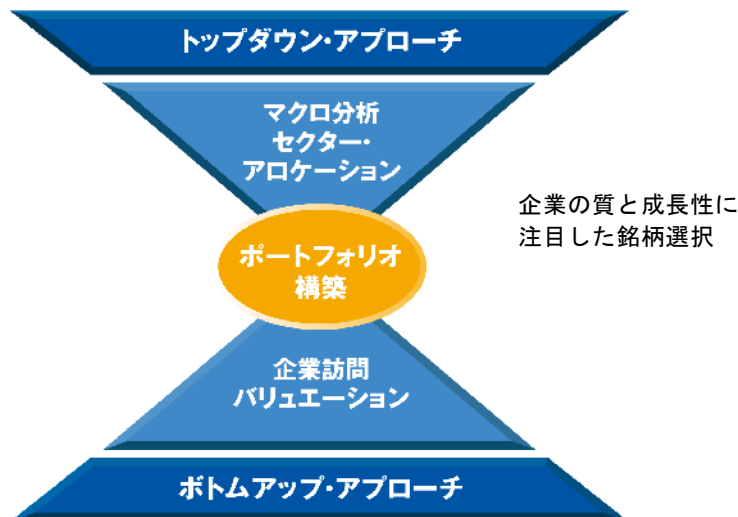 トップダウン・アプローチ
マクロ分析
セクター・
アロケーション
企業の質と成長性に
注目した銘柄選択
ポートフォリオ
構築
企業訪問
バリュエーション
ボトムアップ・アプローチ